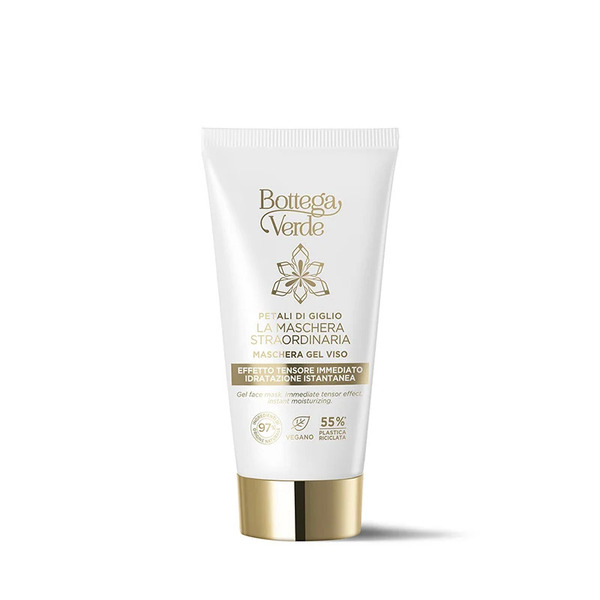 Bottega
Verde
PETALI DI GIGLIO
LA MASCHERA
STRAORDINARIA
MASCHERA GEL VISO
EFFETTO TENSORE IMMEDIATO
IDRATAZIONE ISTANTANEA
Gel face mask, immediate tensor effect,
instant moisturizing.
97%
VEGANO
55%*
PLASTICA
RICICLATA